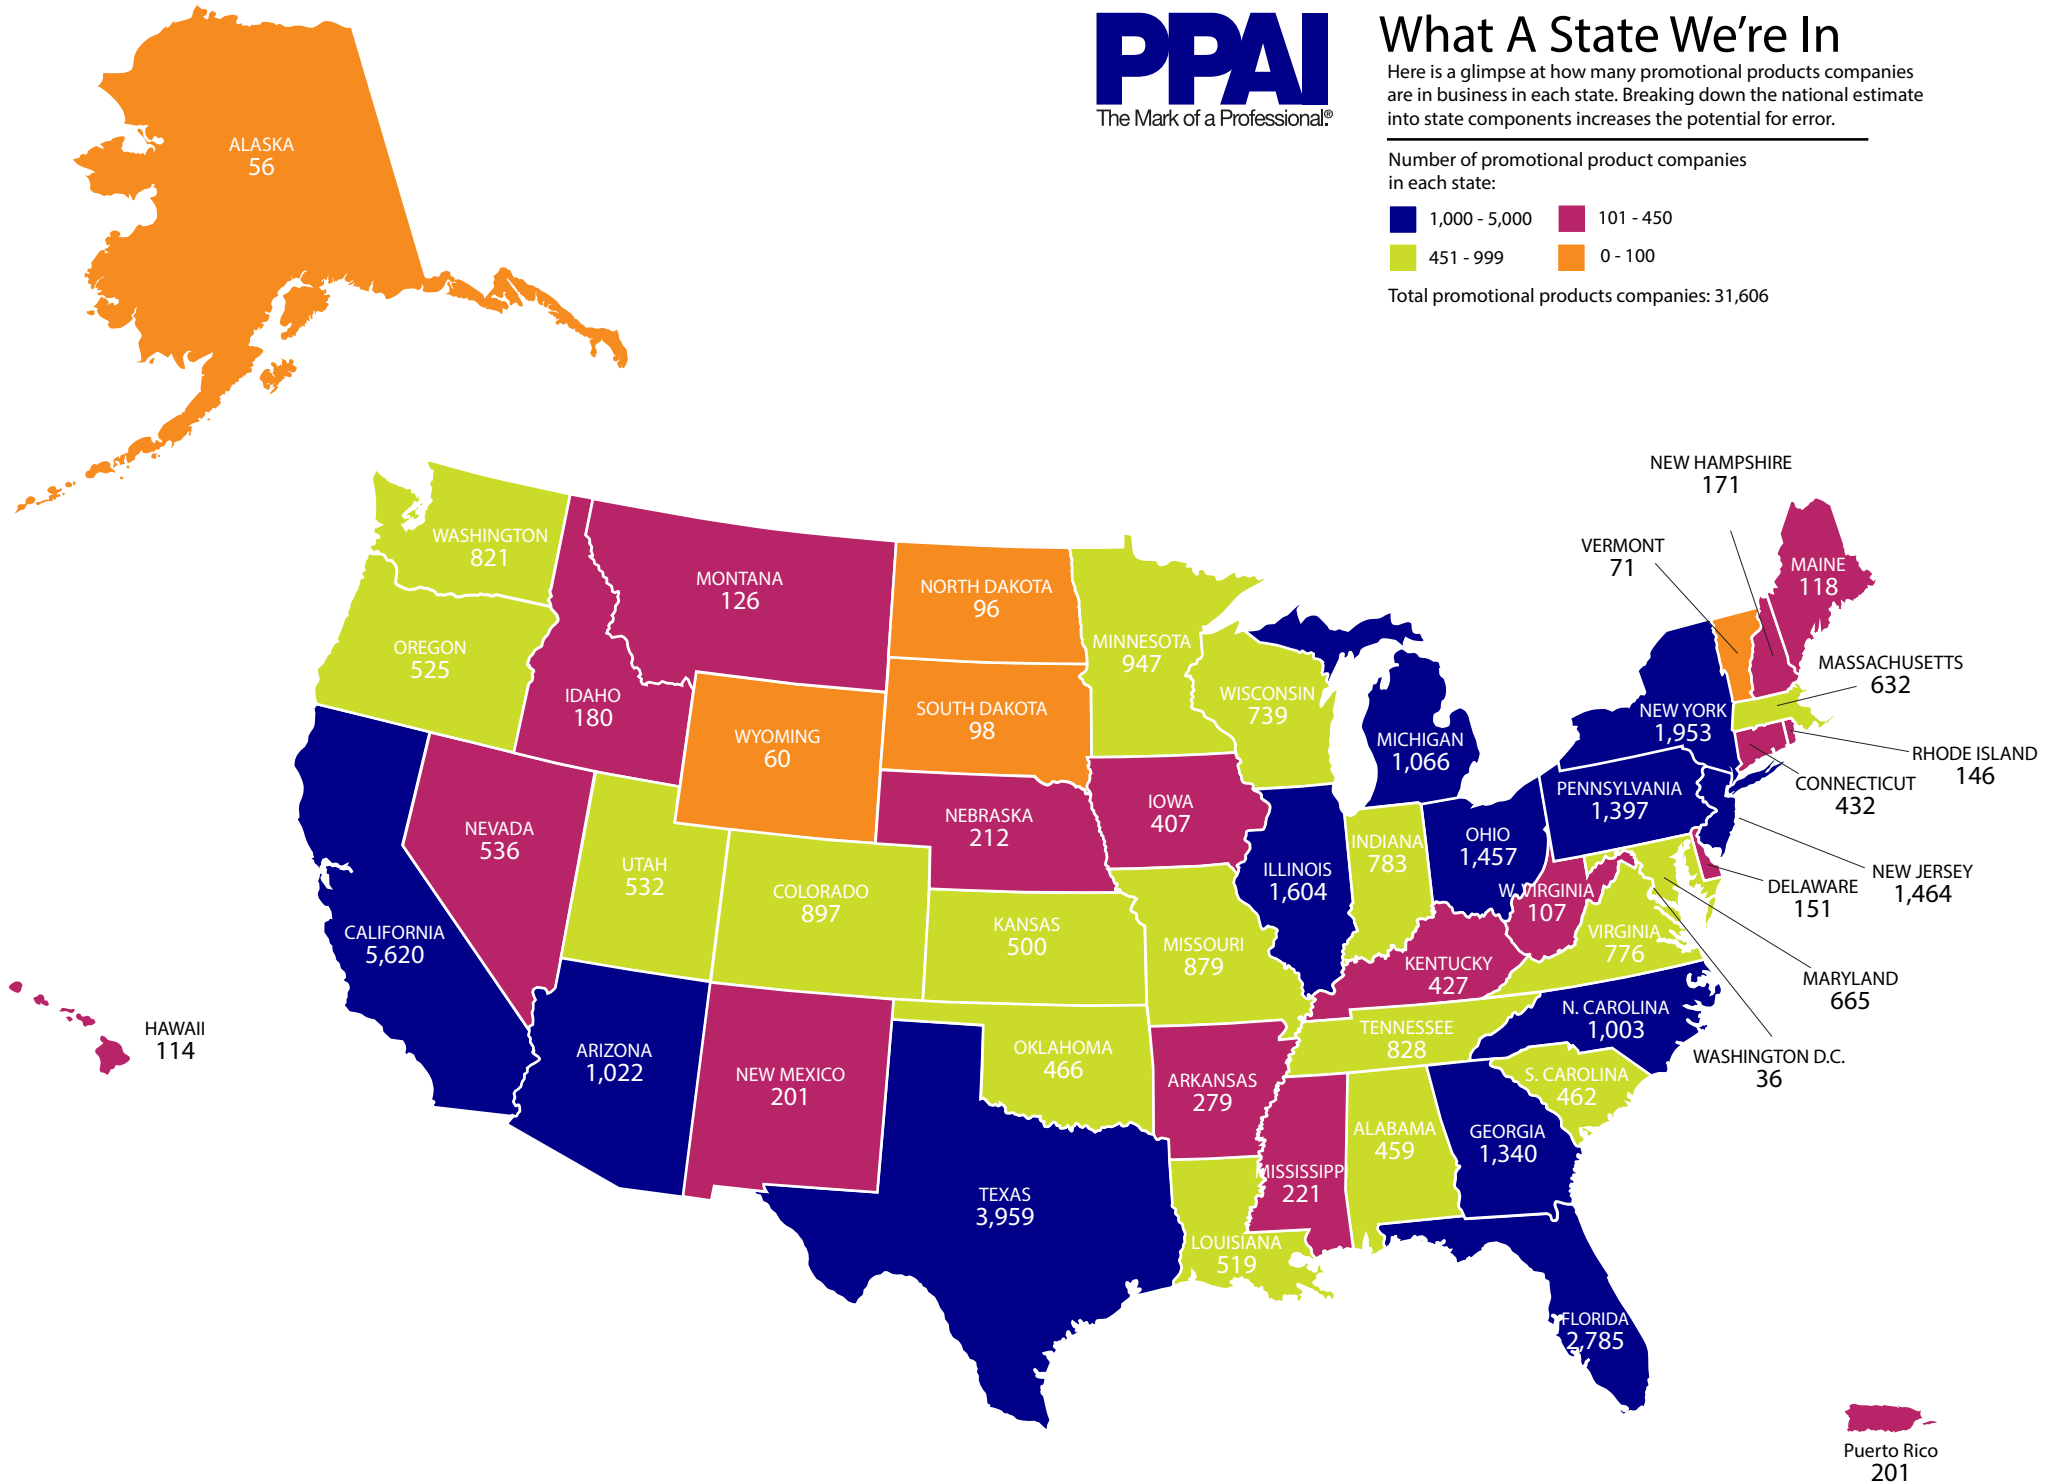 PPAI
The Mark of a Professional.®
What A State We're In
Here is a glimpse at how many promotional products companies
are in business in each state. Breaking down the national estimate
into state components increases the potential for error.
Number of promotional product companies
in each state:
1,000 - 5,000
101 - 450
451 - 999
0 - 100
Total promotional products companies: 31,606
ALASKA
56
NEW HAMPSHIRE
171
VERMONT
71
MAINE
118
WASHINGTON
821
MONTANA
126
NORTH DAKOTA
96
MINNESOTA
947
OREGON
525
IDAHO
180
WYOMING
60
SOUTH DAKOTA
98
WISCONSIN
739
MICHIGAN
1,066
NEW YORK
1,953
MASSACHUSETTS
632
RHODE ISLAND
146
CONNECTICUT
432
PENNSYLVANIA
1,397
NEVADA
536
UTAH
532
COLORADO
897
NEBRASKA
212
IOWA
407
ILLINOIS
1,604
INDIANA
783
OHIO
1,457
W.VIRGINIA
107
NEW JERSEY
1,464
DELAWARE
151
CALIFORNIA
5,620
KANSAS
500
MISSOURI
879
KENTUCKY
427
VIRGINIA
776
MARYLAND
665
HAWAII
114
ARIZONA
1,022
NEW MEXICO
201
OKLAHOMA
466
ARKANSAS
279
TENNESSEE
828
N. CAROLINA
1,003
WASHINGTON D.C.
36
S. CAROLINA
462
TEXAS
3,959
LOUISIANA
519
MISSISSIPPI
221
ALABAMA
459
GEORGIA
1,340
FLORIDA
2,785
Puerto Rico
201